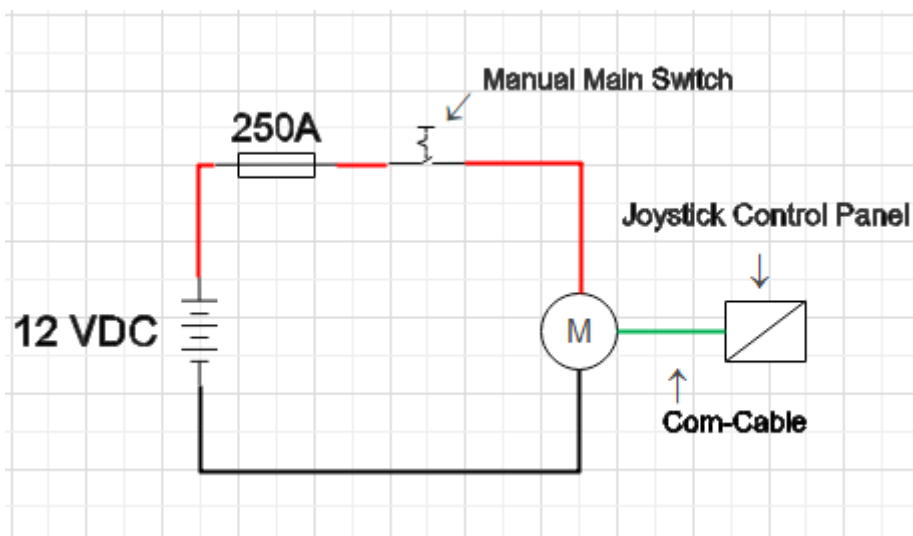 Manual Main Switch
250A
Joystick Control Panel
12 VDC
M
Com-Cable